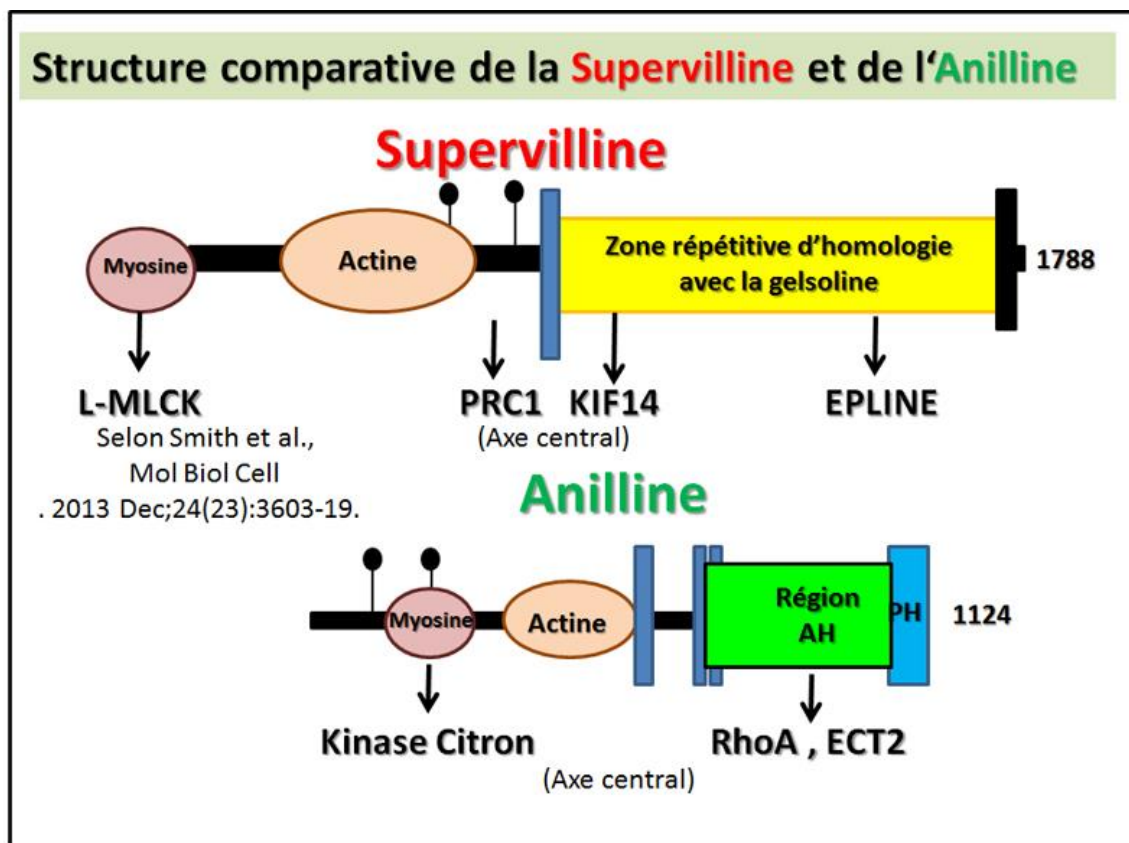 Structure comparative de la Supervilline et de l‘Anilline
Supervilline
Myosine
Actine
Zone répétitive d’homologie
avec la gelsoline
1788
L-MLCK
PRC1
KIF14
EPLINE
Selon Smith et al.,
Mol Biol Cell
. 2013 Dec;24(23):3603-19.
(Axe central)
Anilline
Myosine
Actine
Région
AH
PH
1124
Kinase Citron
RhoA , ECT2
(Axe central)